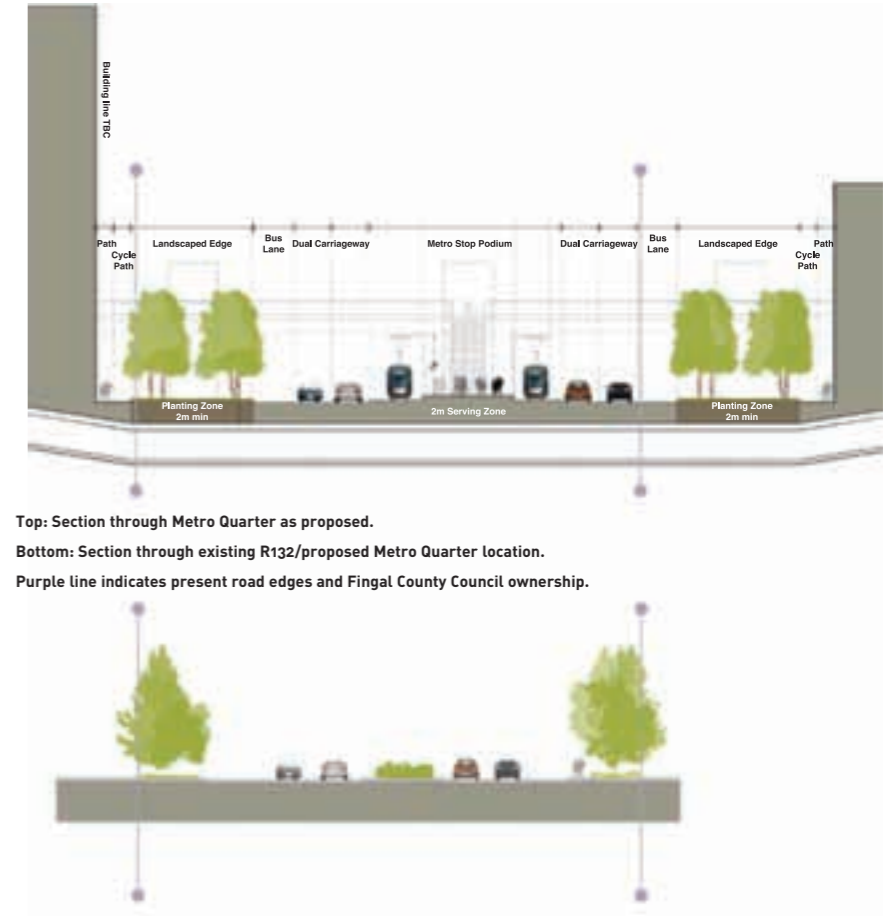 Building line TBC
Path
Cycle
Path
Landscaped Edge
Bus
Lane
Dual Carriageway
Metro Stop Podium
Dual Carriageway
Bus
Lane
Landscaped Edge
Cycle
Path
Path
Planting Zone
2m min
2m Serving Zone
Planting Zone
2m min
Top: Section through Metro Quarter as proposed.
Bottom: Section through existing R132/proposed Metro Quarter location.
Purple line indicates present road edges and Fingal County Council ownership.